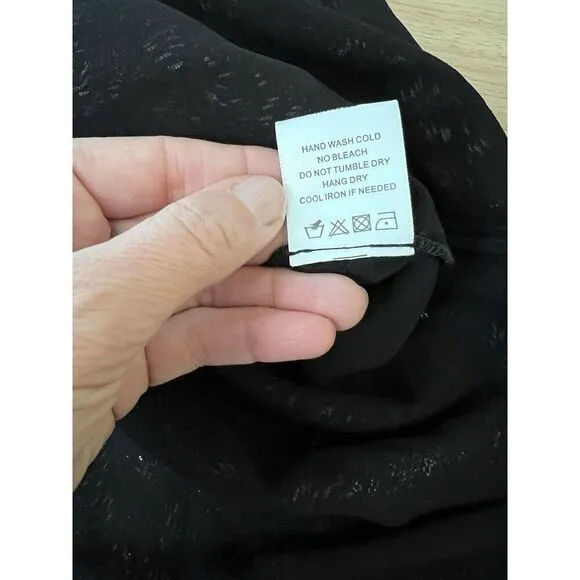 HAND WASH COLD
NO BLEACH
DO NOT TUMBLE DRY
HANG DRY
COOL IRON IF NEEDED